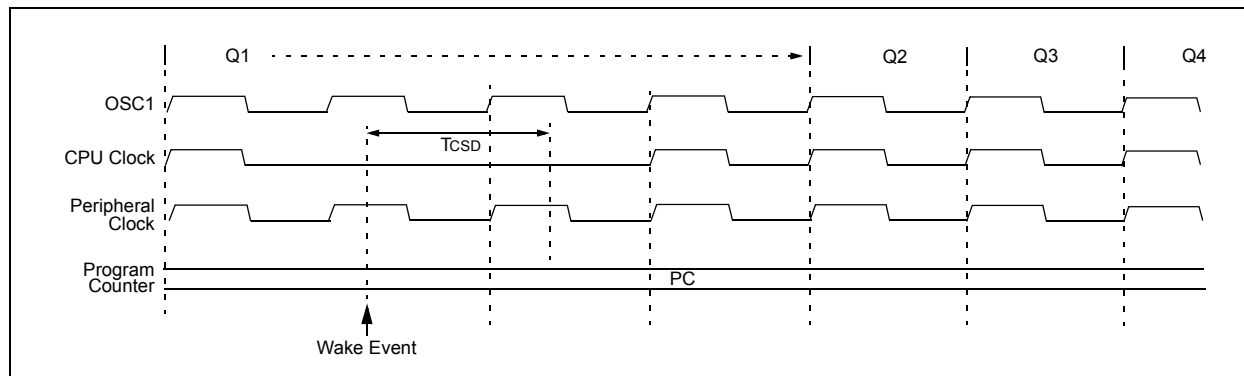 Q1
Q2
Q3
Q4
OSC1
TCSD
CPU Clock
Peripheral
Clock
Program
Counter
PC
Wake Event